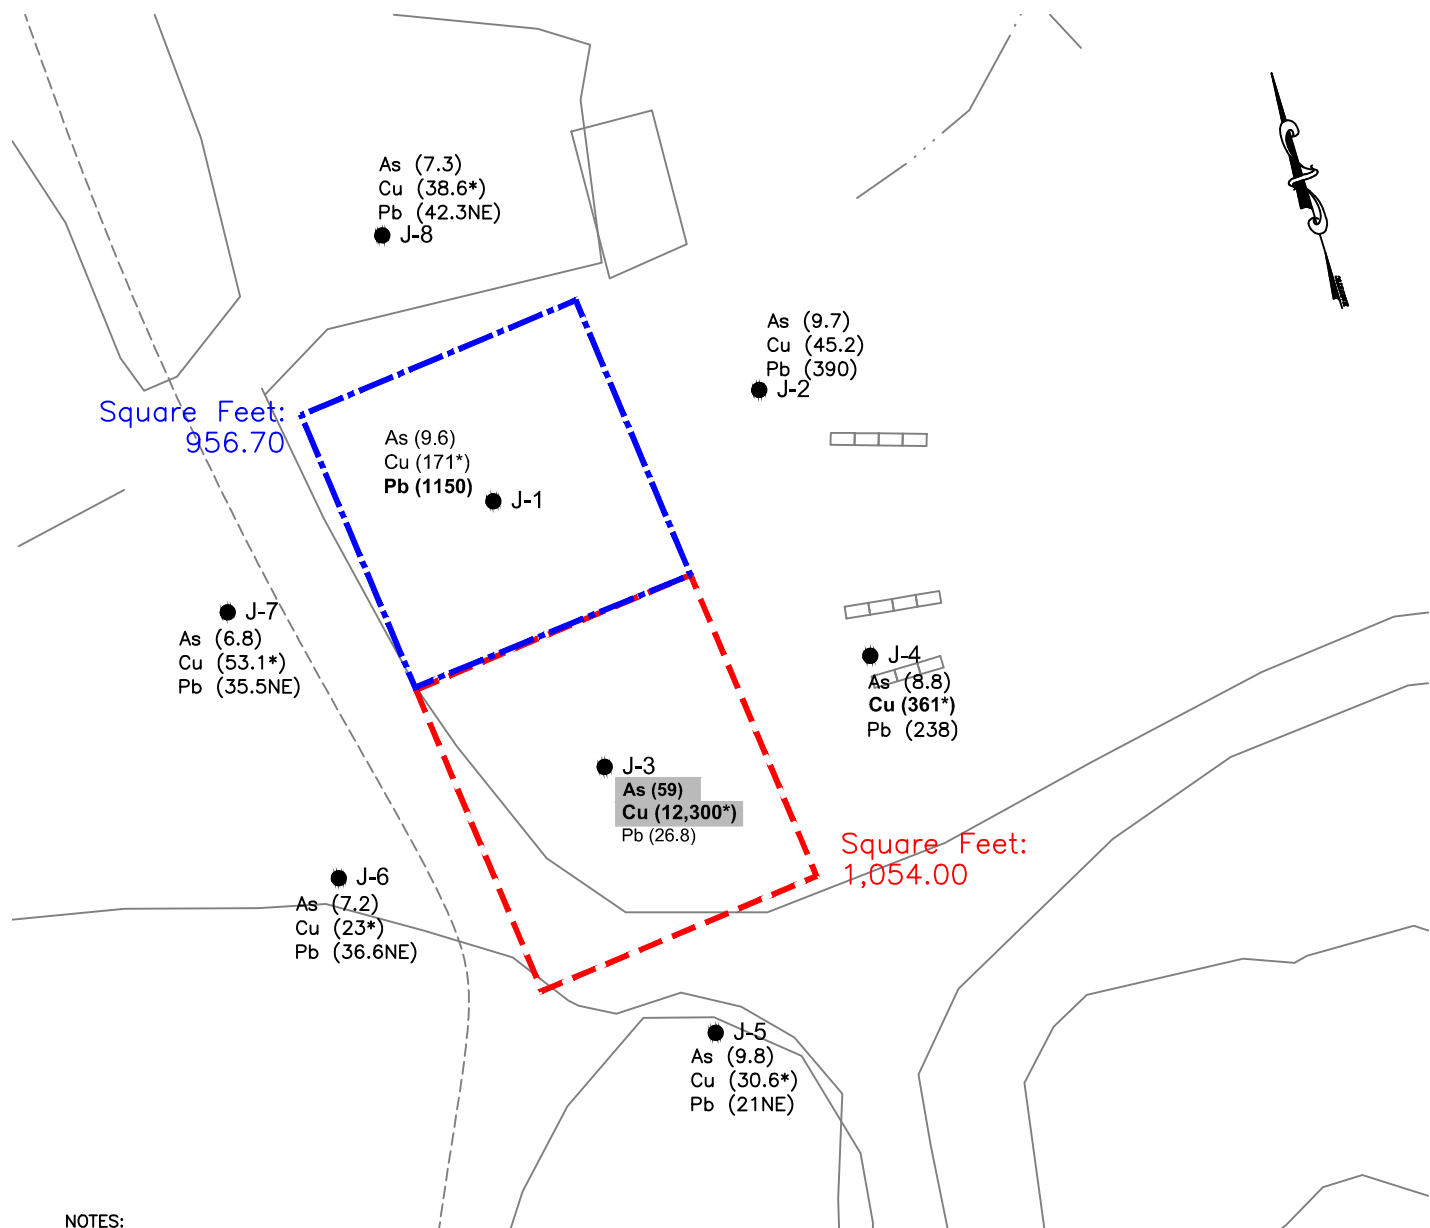 As (7.3)
Cu (38.6*)
Pb (42.3NE)
J-8
As (9.7)
Cu (45.2)
Pb (390)
J-2
Square Feet:
956.70
As (9.6)
Cu (171*)
Pb (1150)
J-1
J-7
As (6.8)
Cu (53.1*)
Pb (35.5NE)
J-4
As (8.8)
Cu (361*)
Pb (238)
J-3
As (59)
Cu (12,300*)
Pb (26.8)
Square Feet:
1,054.00
J-6
As (7.2)
Cu (23*)
Pb (36.6NE)
J-5
As (9.8)
Cu (30.6*)
Pb (21NE)
NOTES: